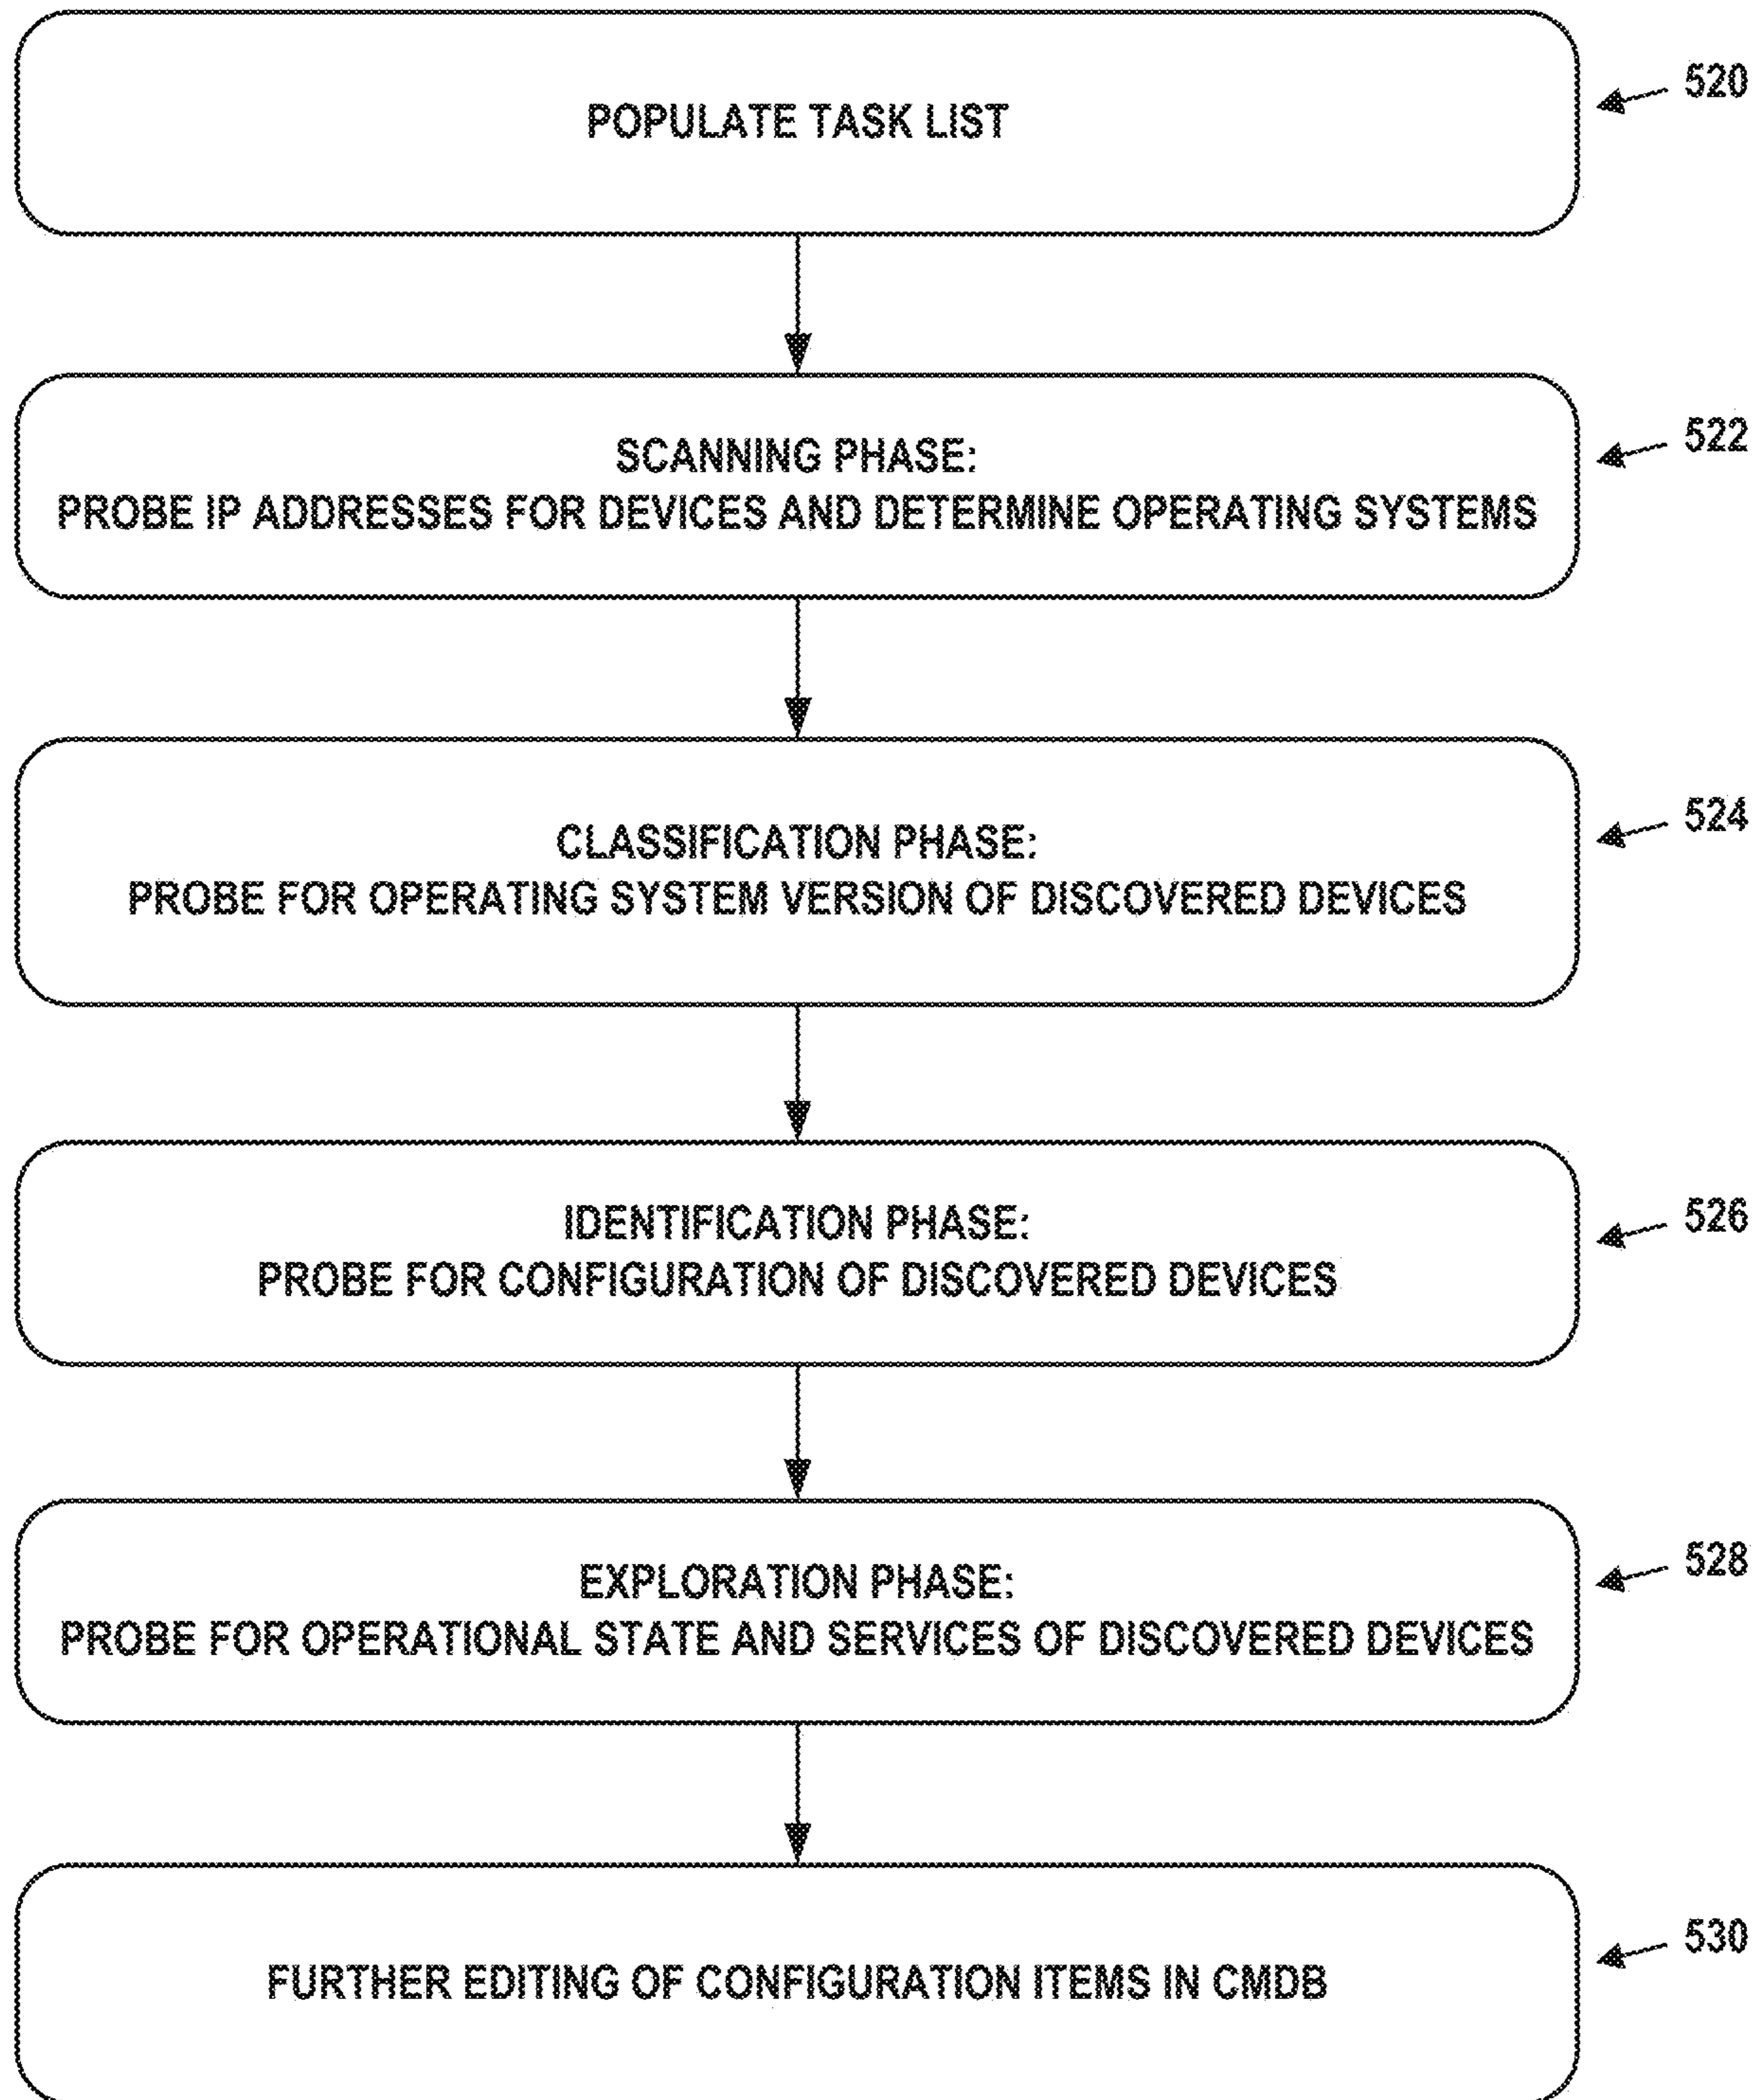 POPULATE TASK LIST
520
SCANNING PHASE:
PROBE IP ADDRESSES FOR DEVICES AND DETERMINE OPERATING SYSTEMS
522
CLASSIFICATION PHASE:
PROBE FOR OPERATING SYSTEM VERSION OF DISCOVERED DEVICES
524
IDENTIFICATION PHASE:
PROBE FOR CONFIGURATION OF DISCOVERED DEVICES
526
EXPLORATION PHASE:
PROBE FOR OPERATIONAL STATE AND SERVICES OF DISCOVERED DEVICES
528
FURTHER EDITING OF CONFIGURATION ITEMS IN CMDB
530